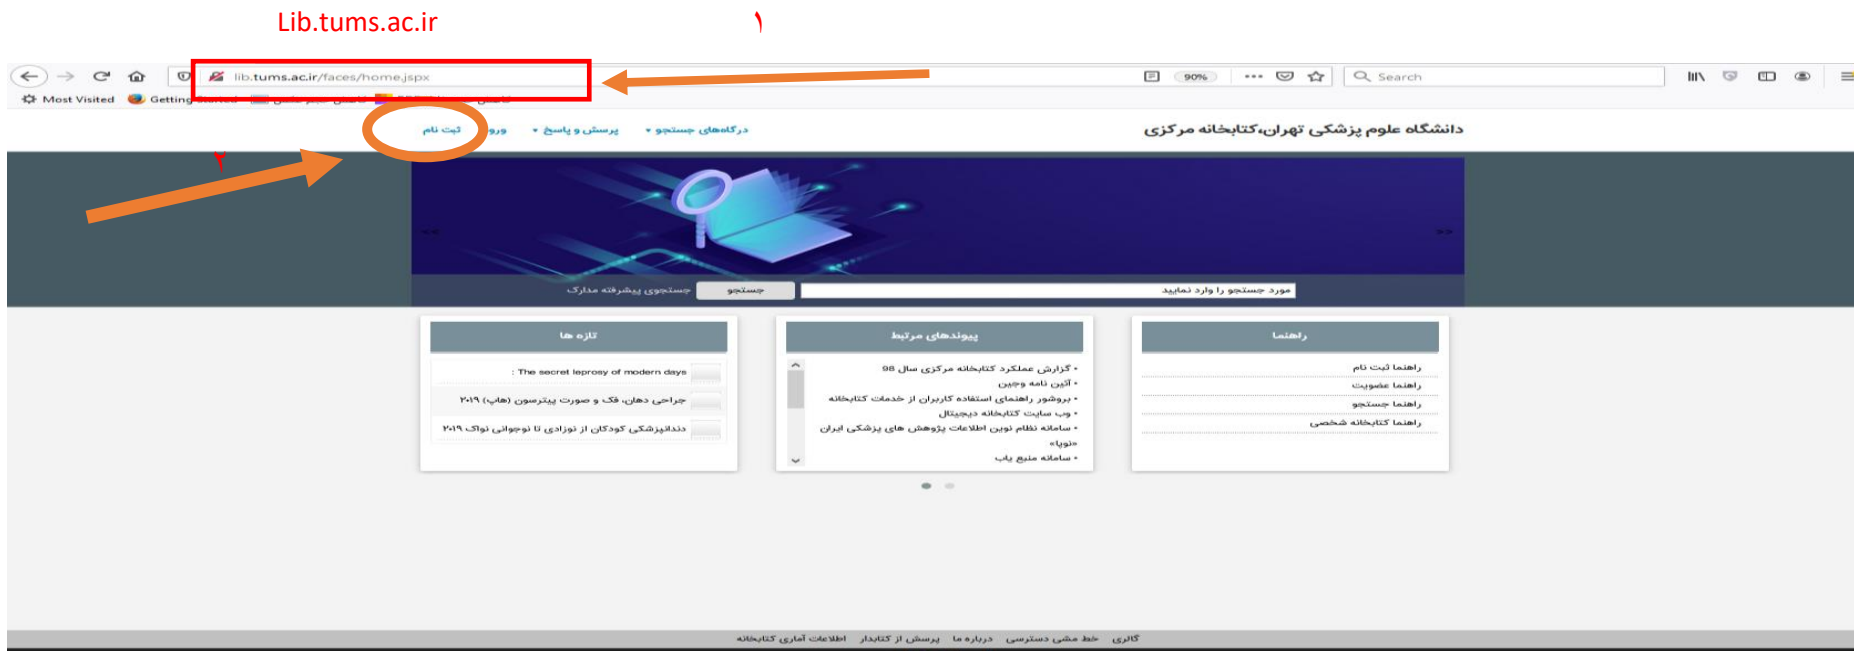 Lib.tums.ac.ir
۱
lib.tums.ac.ir/faces/home.jspx
90%
Search
Most Visited
Getting Started
دانشگاه علوم پزشکی تهران،کتابخانه مرکزی
درگاههای جستجو
پرسش و پاسخ
ورود
ثبت نام
۲
<<
>>
مورد جستجو را وارد نمایید
جستجو
جستجوی پیشرفته مدارک
راهنما
راهنما ثبت نام
راهنما عضویت
راهنما جستجو
راهنما کتابخانه شخصی
پیوندهای مرتبط
• گزارش عملکرد کتابخانه مرکزی سال 98
• آئین نامه وجین
• بروشور راهنمای استفاده کاربران از خدمات کتابخانه
• وب سایت کتابخانه دیجیتال
• سامانه نظام نوین اطلاعات پژوهش های پزشکی ایران
«نوپا»
• سامانه منبع یاب
تازه ها
The secret leprosy of modern days :
جراحی دهان، فک و صورت پیترسون (هاپ) ۲۰۱۹
دندانپزشکی کودکان از نوزادی تا نوجوانی نواک ۲۰۱۹
گالری
خط مشی دسترسی
درباره ما
پرسش از کتابدار
اطلاعات آماری کتابخانه